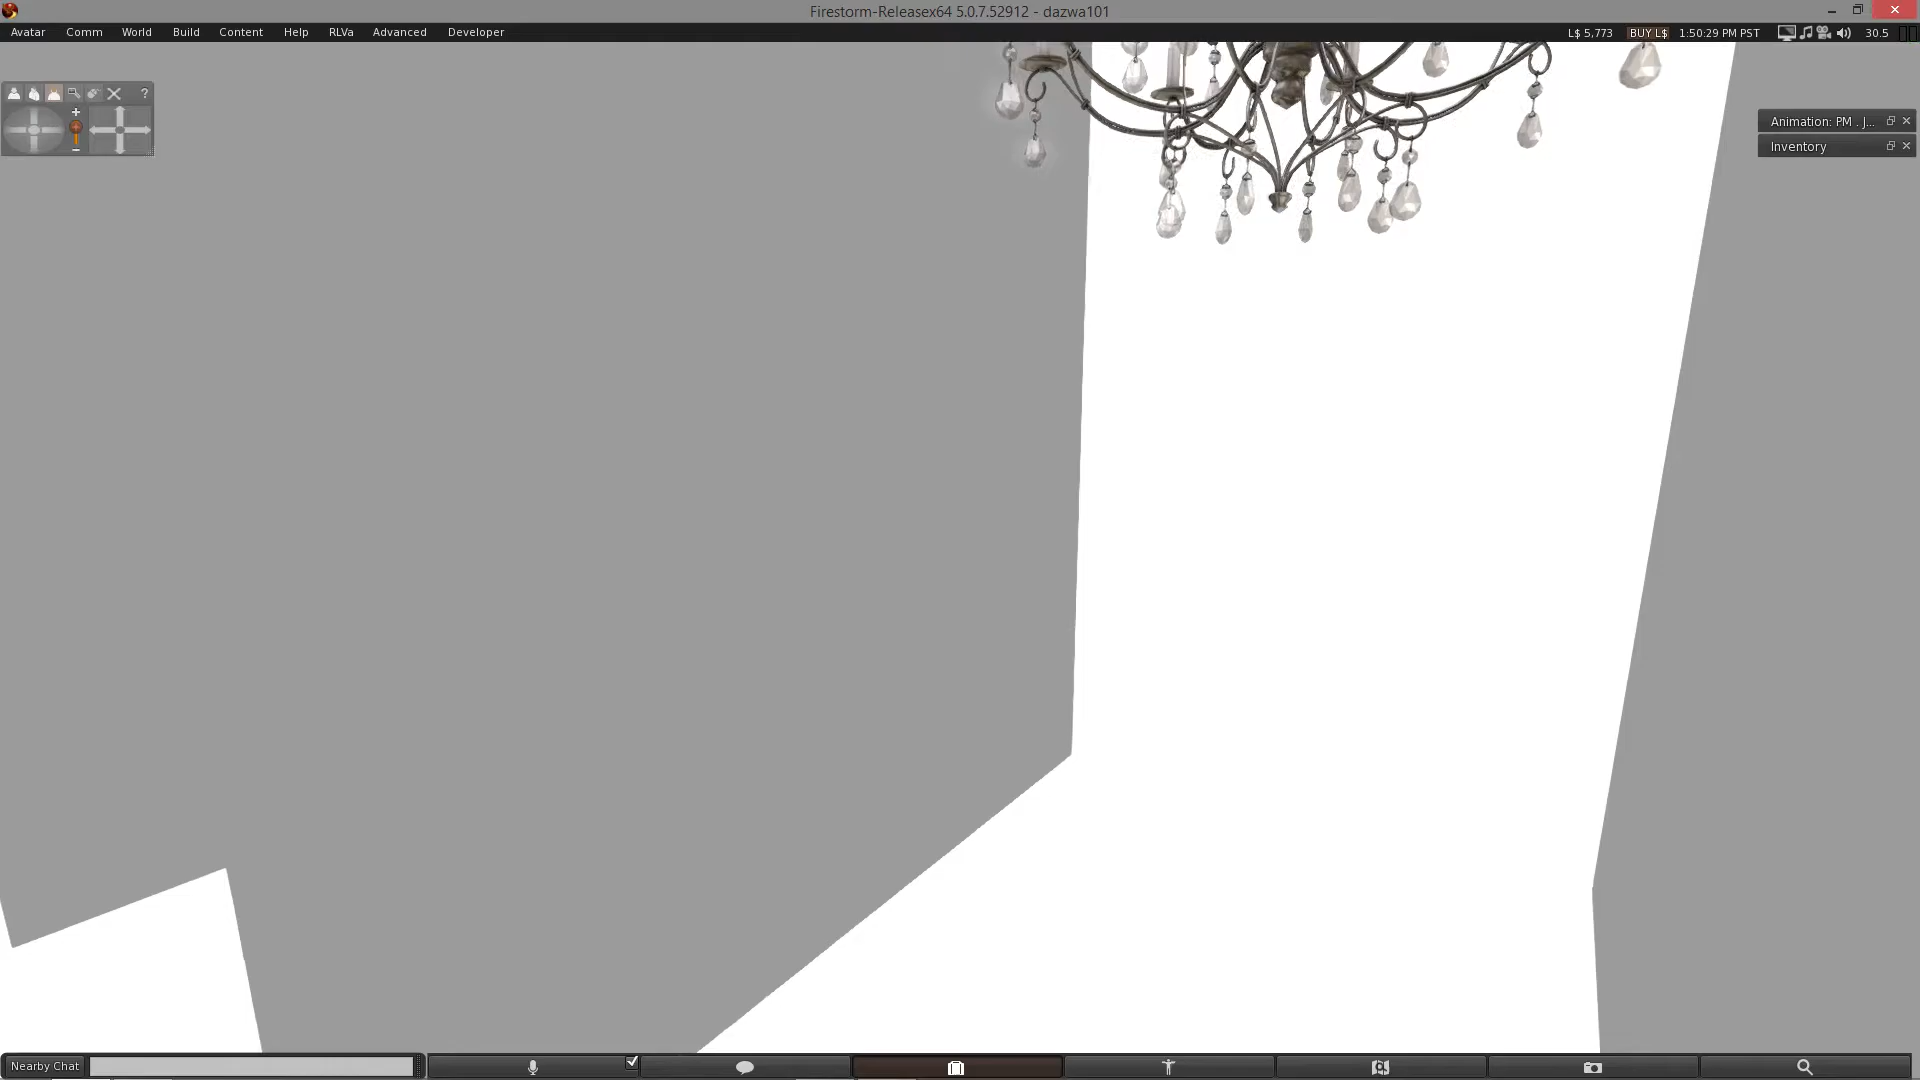 Firestorm-Releasex64 5.0.7.52912 - dazwa101
Avatar Comm World Build Content Help RLVa Advanced Developer L$ 5,773 BUY L$ 1:50:29 PM PST 30.5
?
Animation: PM . J...
Inventory
Nearby Chat